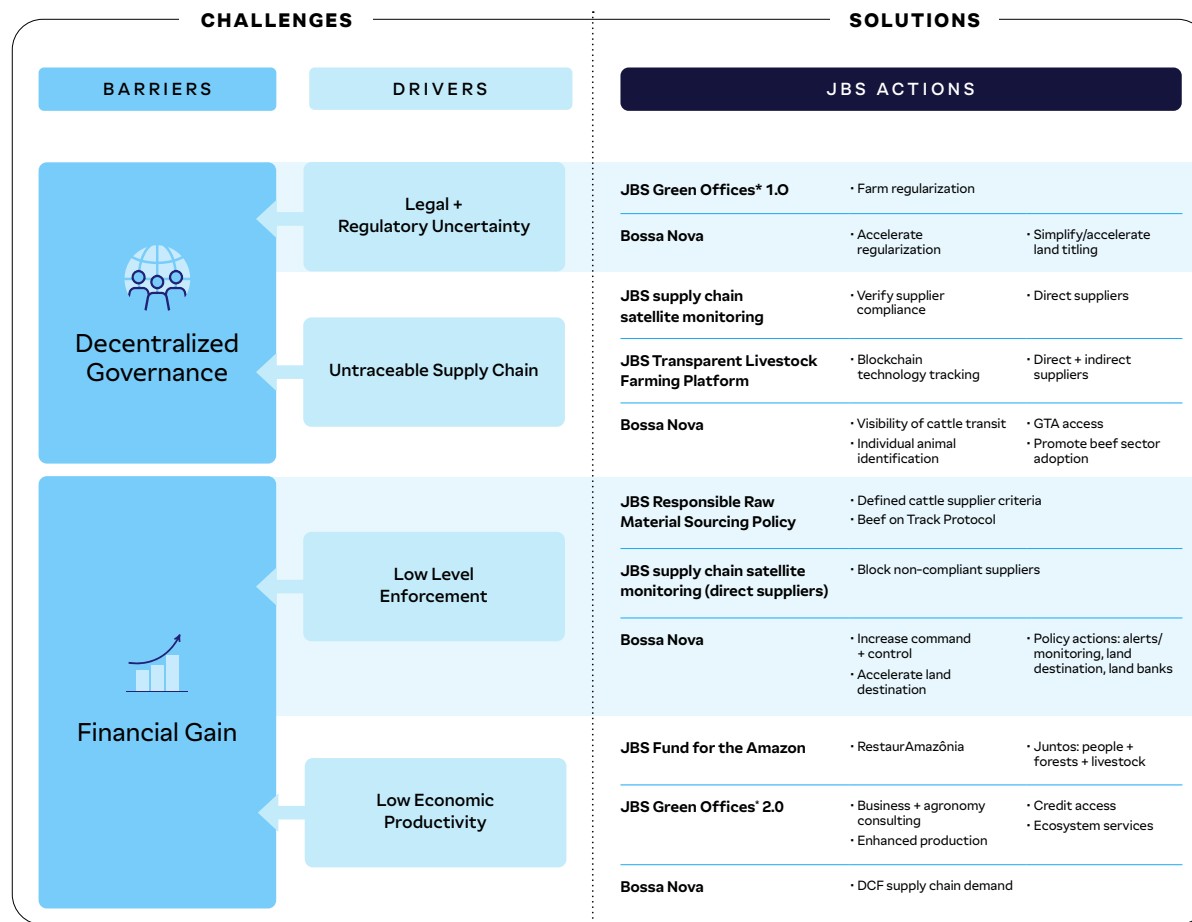 CHALLENGES
SOLUTIONS
BARRIERS
DRIVERS
JBS ACTIONS
Decentralized
Governance
Legal +
Regulatory Uncertainty
JBS Green Offices* 1.0
· Farm regularization
Bossa Nova
· Accelerate
regularization
· Simplify/accelerate
land titling
Untraceable Supply Chain
JBS supply chain
satellite monitoring
· Verify supplier
compliance
· Direct suppliers
JBS Transparent Livestock
Farming Platform
· Blockchain
technology tracking
· Direct + indirect
suppliers
Bossa Nova
· Visibility of cattle transit
· Individual animal
identification
· GTA access
· Promote beef sector
adoption
Financial Gain
Low Level
Enforcement
JBS Responsible Raw
Material Sourcing Policy
· Defined cattle supplier criteria
· Beef on Track Protocol
JBS supply chain satellite
monitoring (direct suppliers)
· Block non-compliant suppliers
Bossa Nova
· Increase command
+ control
· Accelerate land
destination
· Policy actions: alerts/
monitoring, land
destination, land banks
Low Economic
Productivity
JBS Fund for the Amazon
· RestaurAmazônia
· Juntos: people +
forests + livestock
JBS Green Offices* 2.0
· Business + agronomy
consulting
· Enhanced production
· Credit access
· Ecosystem services
Bossa Nova
· DCF supply chain demand